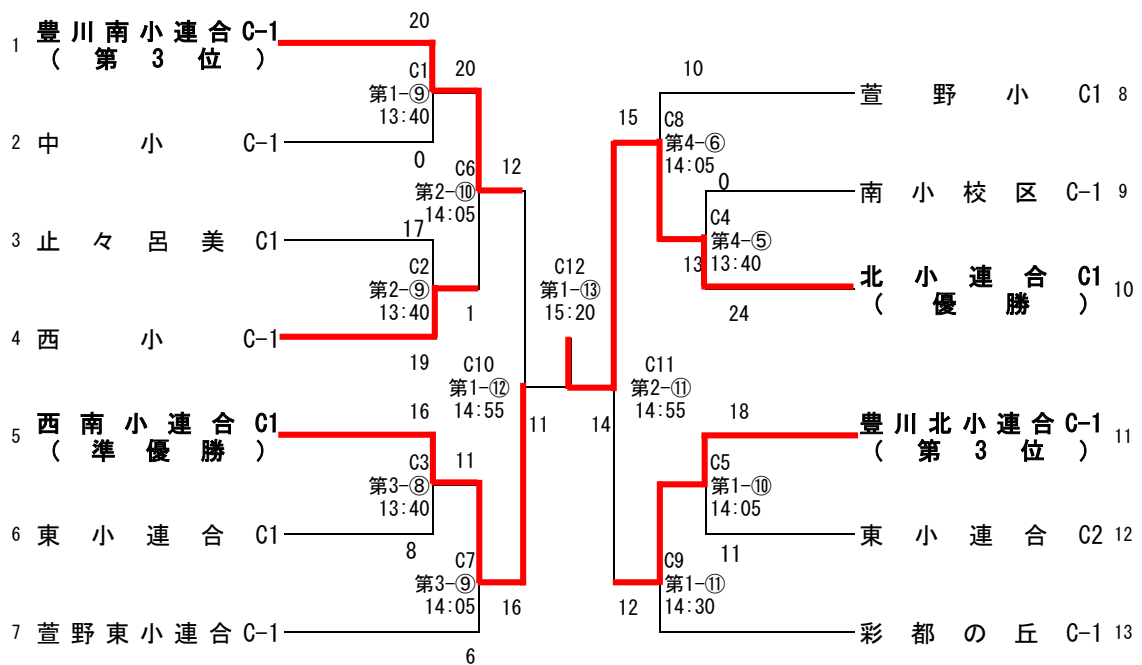 20
1 豊川南小連合C-1
(第3位)
C1
第1-⑨
13:40
20
2 中小 C-1
0
C6
第2-⑩
14:05
12
3 止々呂美 C1
17
C2
第2-⑨
13:40
1
4 西小 C-1
19
C10
第1-⑫
14:55
11
5 西南小連合 C1
(準優勝)
16
C3
第3-⑧
13:40
11
6 東小連合 C1
8
C7
第3-⑨
14:05
16
7 萱野東小連合C-1
6
C12
第1-⑬
15:20
10
萱野小 C1 8
15
C8
第4-⑥
14:05
0
南小校区 C-1 9
C4
第4-⑤
13:40
13
北小連合 C1 10
(優勝)
24
C11
第2-⑪
14:55
14
18
豊川北小連合C-1 11
(第3位)
C5
第1-⑩
14:05
東小連合 C2 12
11
C9
第1-⑪
14:30
12
彩都の丘 C-1 13